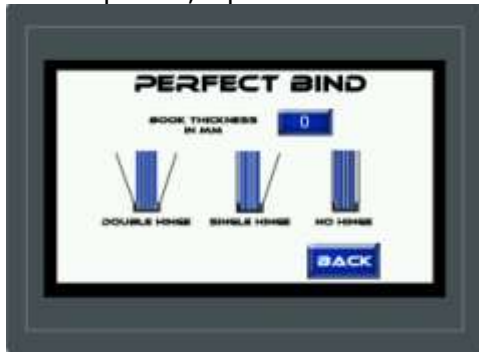 PERFECT BIND
BOOK THICKNESS
IN MM
0
DOUBLE HINGE
SINGLE HINGE
NO HINGE
BACK